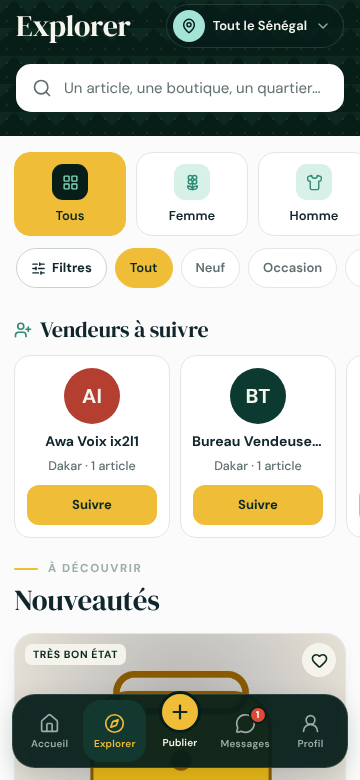 Explorer
Tout le Sénégal
Un article, une boutique, un quartier...
Tous
Femme
Homme
Filtres
Tout
Neuf
Occasion
Vendeurs à suivre
AI
BT
Awa Voix ix2l1
Bureau Vendeuse...
Dakar · 1 article
Dakar · 1 article
Suivre
Suivre
À DÉCOUVRIR
Nouveautés
TRÈS BON ÉTAT
1
Accueil
Explorer
Publier
Messages
Profil